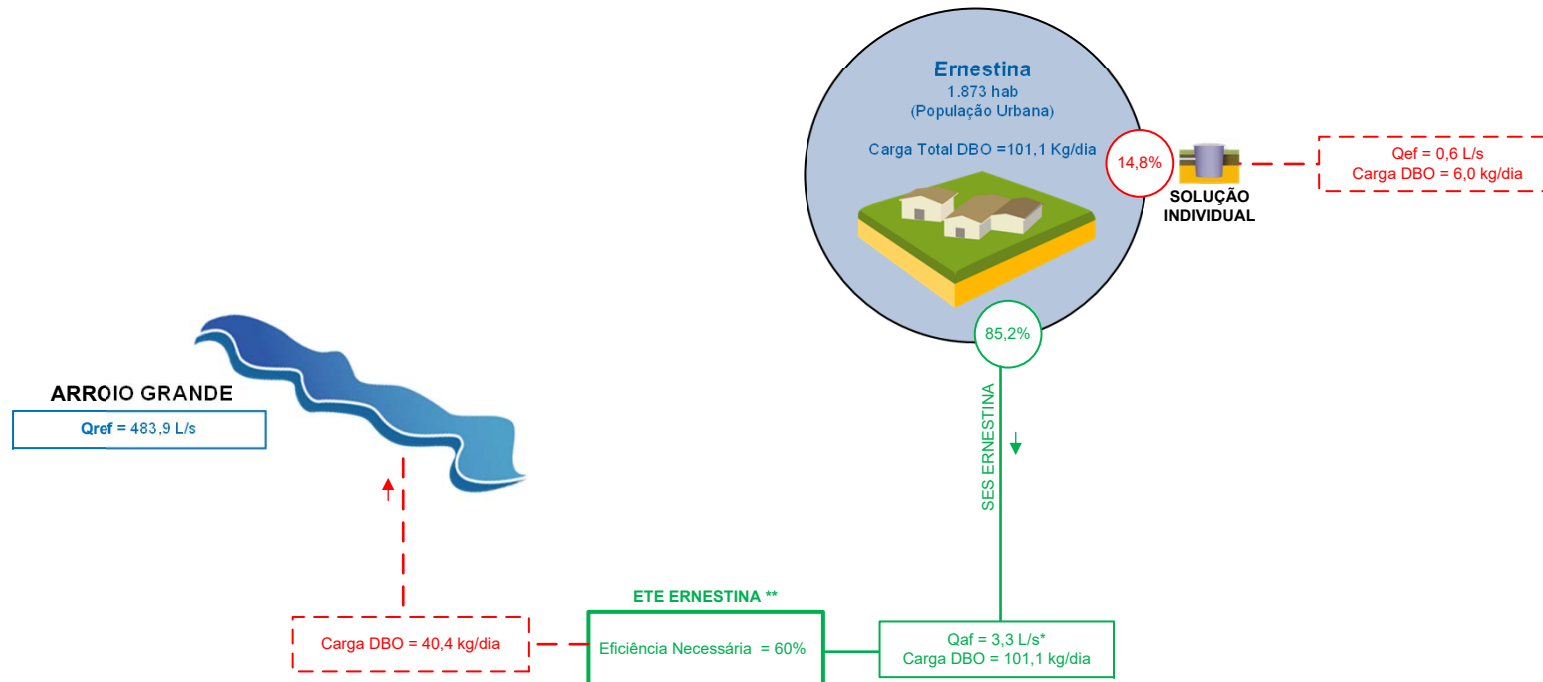 Ernestina
1.873 hab
(População Urbana)
Carga Total DBO =101,1 Kg/dia
14,8%
SOLUÇÃO
INDIVIDUAL
Qef = 0,6 L/s
Carga DBO = 6,0 kg/dia
85,2%
ARROIO GRANDE
Qref = 483,9 L/s
SES ERNESTINA
ETE ERNESTINA **
Carga DBO = 40,4 kg/dia
Eficiência Necessária = 60%
Qaf = 3,3 L/s*
Carga DBO = 101,1 kg/dia